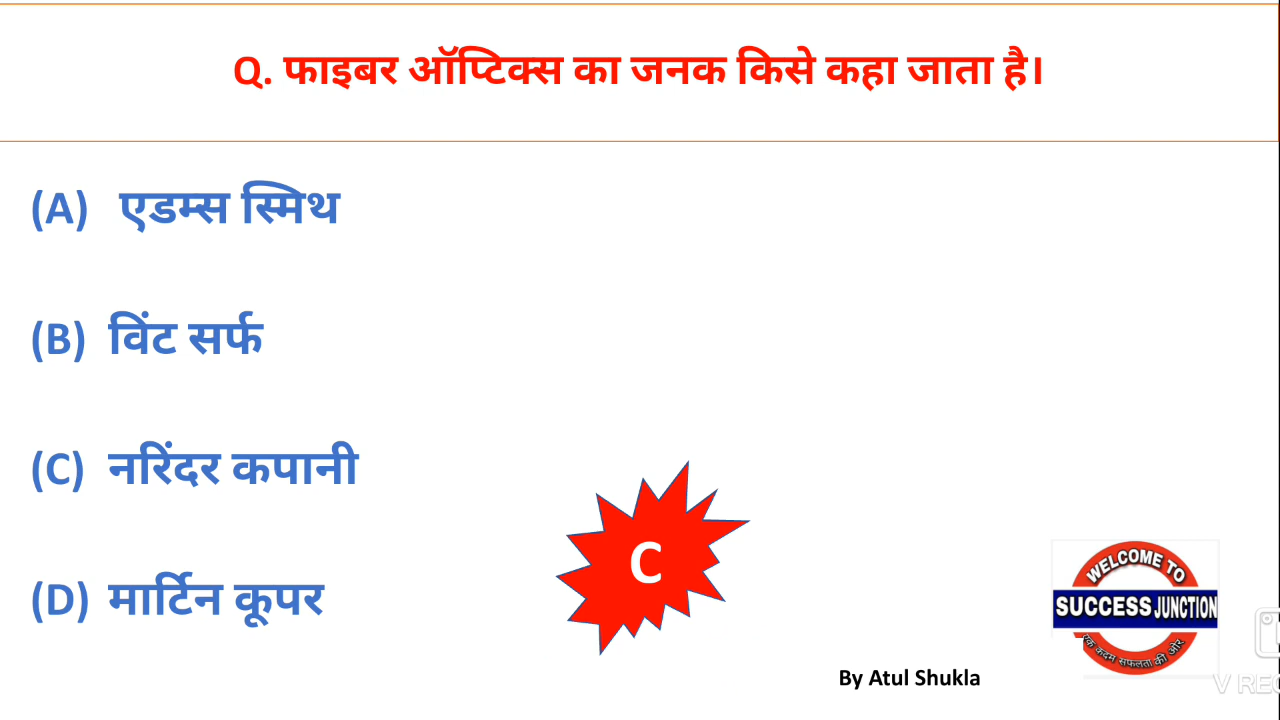 Q. फाइबर ऑप्टिक्स का जनक किसे कहा जाता है।
(A) एडम्स स्मिथ
(B) विंट सर्फ
(C) नरिंदर कपानी
(D) मार्टिन कूपर
C
WELCOME TO
SUCCESS JUNCTION
एक कदम सफलता की ओर
By Atul Shukla
V REC